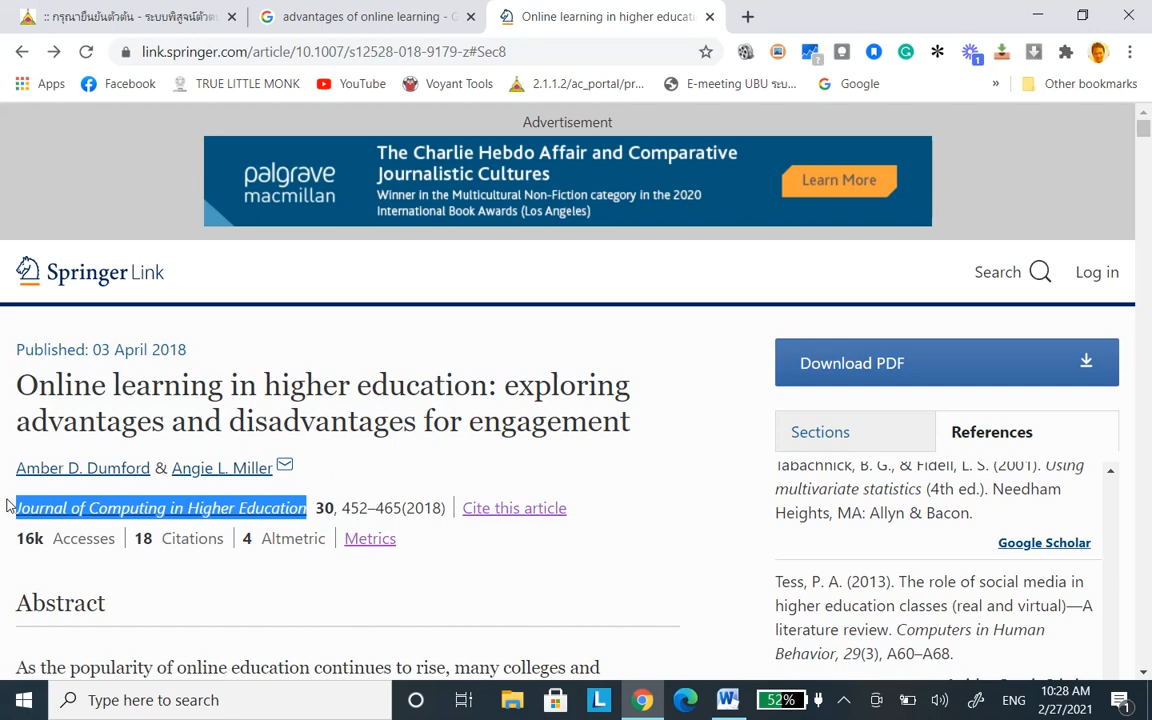 :: กรุณายืนยันตัวตน - ระบบพิสูจน์ตัวต
advantages of online learning - G
Online learning in higher educati
link.springer.com/article/10.1007/s12528-018-9179-z#Sec8
Apps
Facebook
TRUE LITTLE MONK
YouTube
Voyant Tools
2.1.1.2/ac_portal/pr...
E-meeting UBU ระบ...
Google
»
Other bookmarks
Advertisement
palgrave
macmillan
The Charlie Hebdo Affair and Comparative
Journalistic Cultures
Winner in the Multicultural Non-Fiction category in the 2020
International Book Awards (Los Angeles)
Learn More
Springer Link
Search
Log in
Published: 03 April 2018
Online learning in higher education: exploring
advantages and disadvantages for engagement
Amber D. Dumford & Angie L. Miller
Journal of Computing in Higher Education 30, 452–465(2018) Cite this article
16k Accesses 18 Citations 4 Altmetric Metrics
Abstract
As the popularity of online education continues to rise, many colleges and
Download PDF
Sections
References
Tabachnick, B. G., & Fidell, L. S. (2001). Using
multivariate statistics (4th ed.). Needham
Heights, MA: Allyn & Bacon.
Google Scholar
Tess, P. A. (2013). The role of social media in
higher education classes (real and virtual)—A
literature review. Computers in Human
Behavior, 29(3), A60–A68.
Type here to search
52%
ENG
10:28 AM
2/27/2021
1